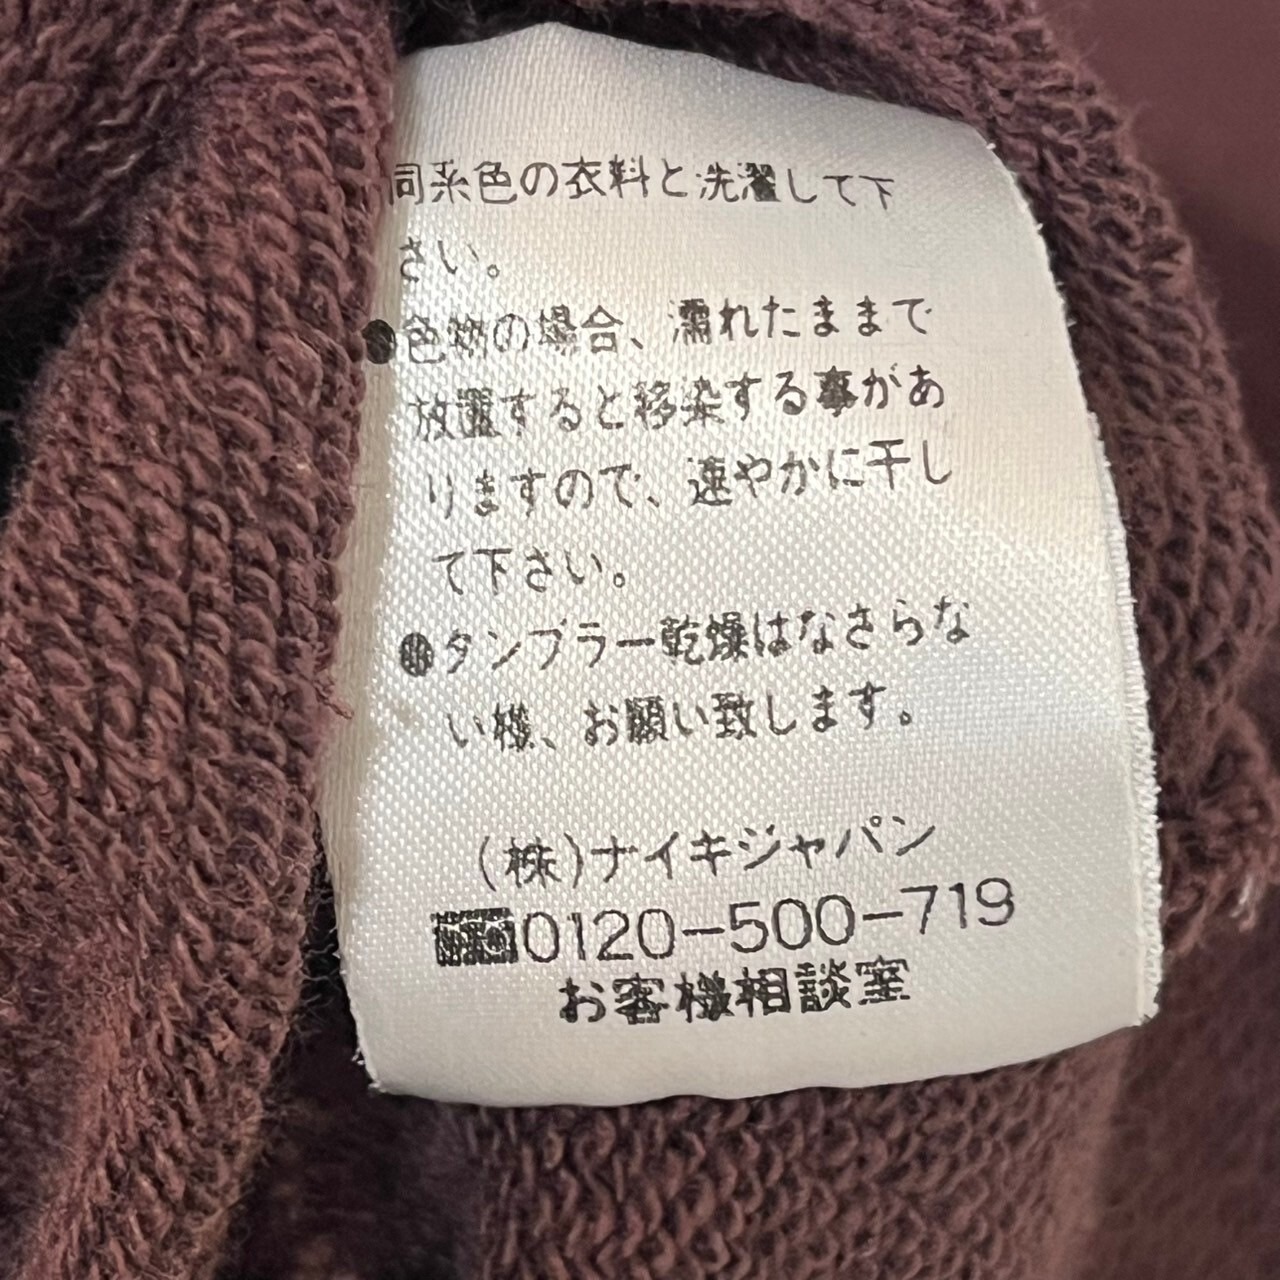 同系色の衣料と洗濯して下
さい。
●色物の場合、濡れたままで
放置すると移染する事があ
りますので、速やかに干し
て下さい。
●タンブラー乾燥はなさらな
い様、お願い致します。
(株)ナイキジャパン
0120-500-719
お客様相談室